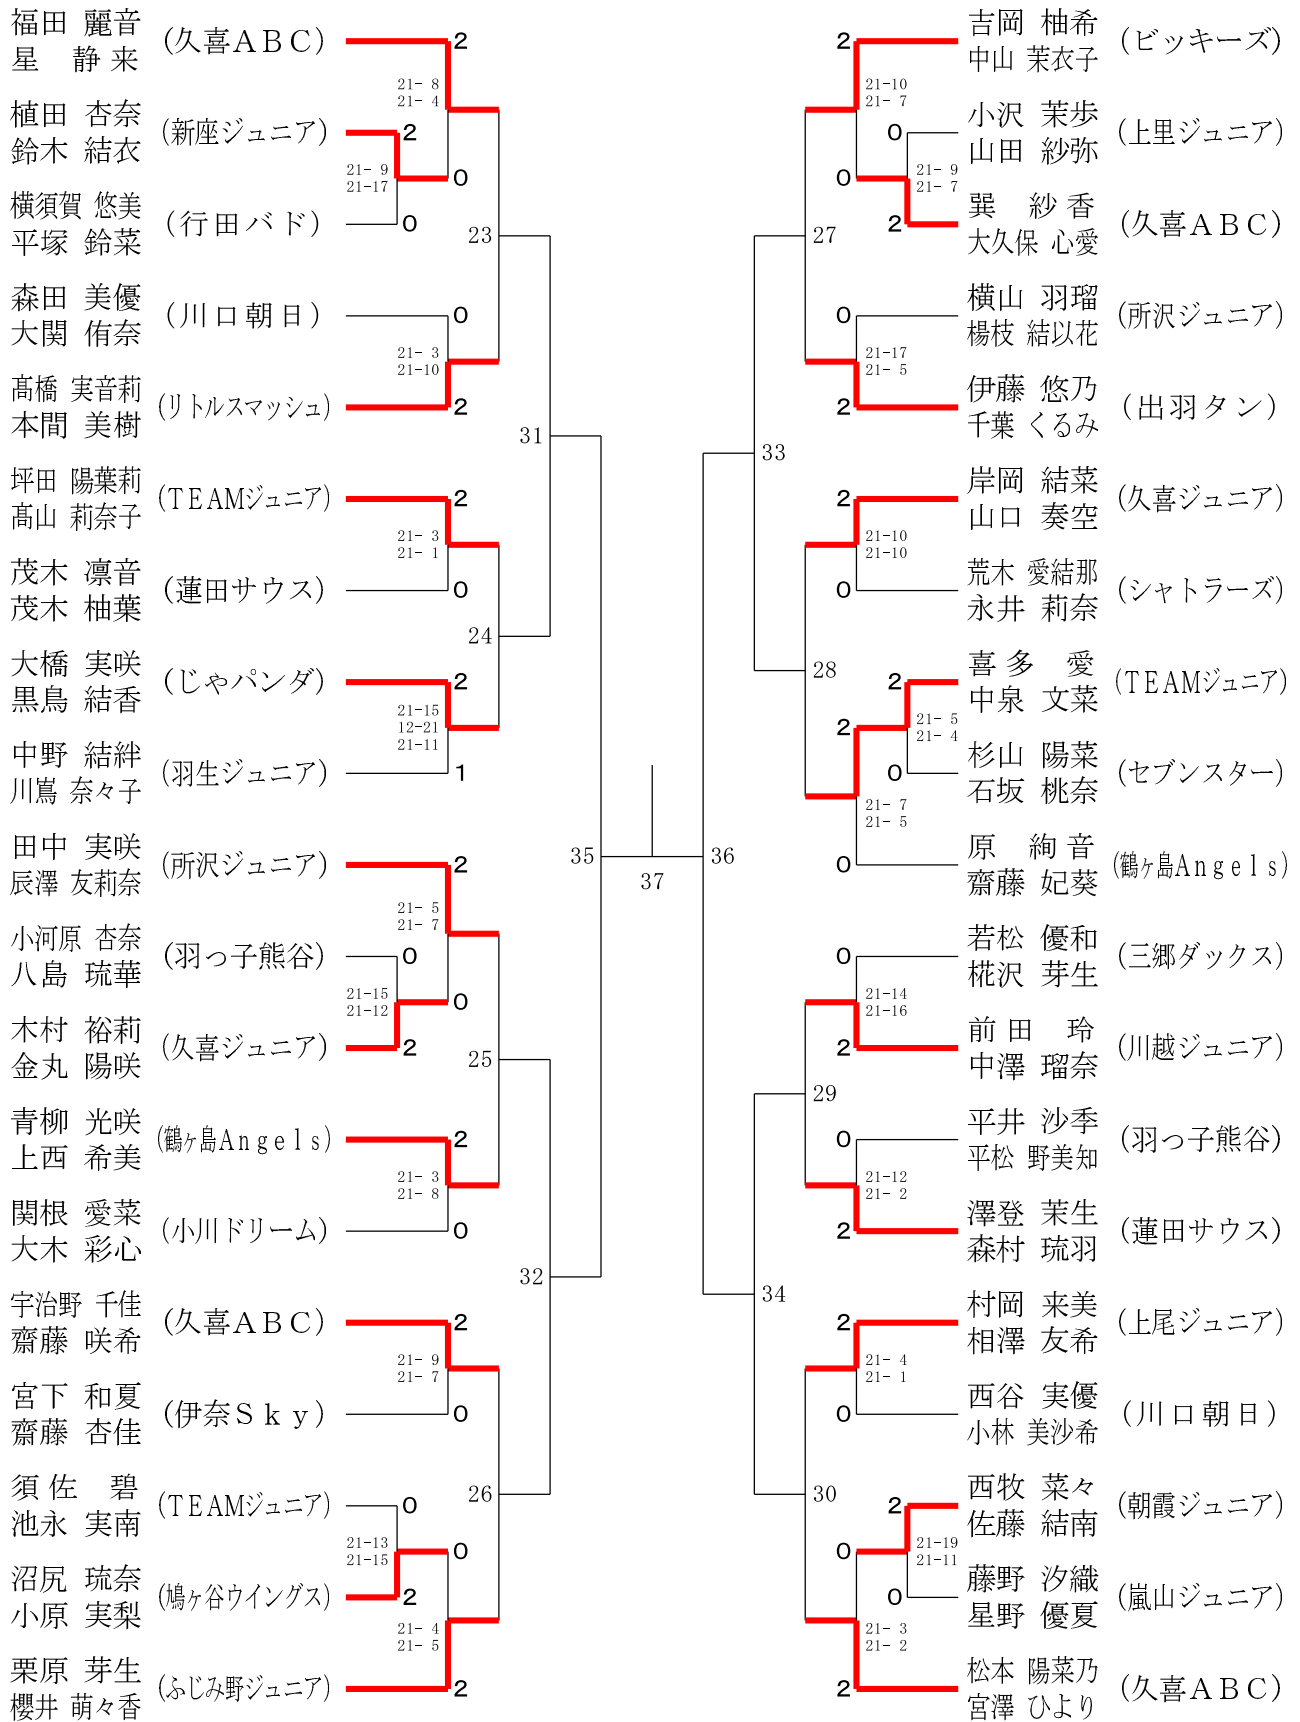 福田 麗音
星 静来
(久喜ABC)
2
21- 8
21- 4
植田 杏奈
鈴木 結衣
(新座ジュニア)
2
21- 9
21-17
0
横須賀 悠美
平塚 鈴菜
(行田バド)
0
23
森田 美優
大関 侑奈
(川口朝日)
0
21- 3
21-10
髙橋 実音莉
本間 美樹
(リトルスマッシュ)
2
31
坪田 陽葉莉
髙山 莉奈子
(TEAMジュニア)
2
21- 3
21- 1
茂木 凛音
茂木 柚葉
(蓮田サウス)
0
24
大橋 実咲
黒鳥 結香
(じゃパンダ)
2
21-15
12-21
21-11
中野 結絆
川嶌 奈々子
(羽生ジュニア)
1
35
田中 実咲
辰澤 友莉奈
(所沢ジュニア)
2
21- 5
21- 7
小河原 杏奈
八島 琉華
(羽っ子熊谷)
0
21-15
21-12
0
木村 裕莉
金丸 陽咲
(久喜ジュニア)
2
25
青柳 光咲
上西 希美
(鶴ヶ島Angels)
2
21- 3
21- 8
関根 愛菜
大木 彩心
(小川ドリーム)
0
32
宇治野 千佳
齋藤 咲希
(久喜ABC)
2
21- 9
21- 7
宮下 和夏
齋藤 杏佳
(伊奈Sky)
0
26
須佐 碧
池永 実南
(TEAMジュニア)
0
21-13
21-15
0
沼尻 琉奈
小原 実梨
(鳩ヶ谷ウイングス)
2
21- 4
21- 5
栗原 芽生
櫻井 萌々香
(ふじみ野ジュニア)
2
37
吉岡 柚希
中山 茉衣子
(ビッキーズ)
2
21-10
21- 7
小沢 茉歩
山田 紗弥
(上里ジュニア)
0
21- 9
21- 7
0
巽 紗香
大久保 心愛
(久喜ABC)
2
27
横山 羽瑠
楊枝 結以花
(所沢ジュニア)
0
21-17
21- 5
伊藤 悠乃
千葉 くるみ
(出羽タン)
2
33
岸岡 結菜
山口 奏空
(久喜ジュニア)
2
21-10
21-10
荒木 愛結那
永井 莉奈
(シャトラーズ)
0
28
喜多 愛
中泉 文菜
(TEAMジュニア)
2
21- 5
21- 4
2
杉山 陽菜
石坂 桃奈
(セブンスター)
0
21- 7
21- 5
原 絢音
齋藤 妃葵
(鶴ヶ島Angels)
0
36
若松 優和
椛沢 芽生
(三郷ダックス)
0
21-14
21-16
前田 玲
中澤 瑠奈
(川越ジュニア)
2
29
平井 沙季
平松 野美知
(羽っ子熊谷)
0
21-12
21- 2
澤登 茉生
森村 琉羽
(蓮田サウス)
2
34
村岡 来美
相澤 友希
(上尾ジュニア)
2
21- 4
21- 1
西谷 実優
小林 美沙希
(川口朝日)
0
30
西牧 菜々
佐藤 結南
(朝霞ジュニア)
2
21-19
21-11
0
藤野 汐織
星野 優夏
(嵐山ジュニア)
0
21- 3
21- 2
松本 陽菜乃
宮澤 ひより
(久喜ABC)
2